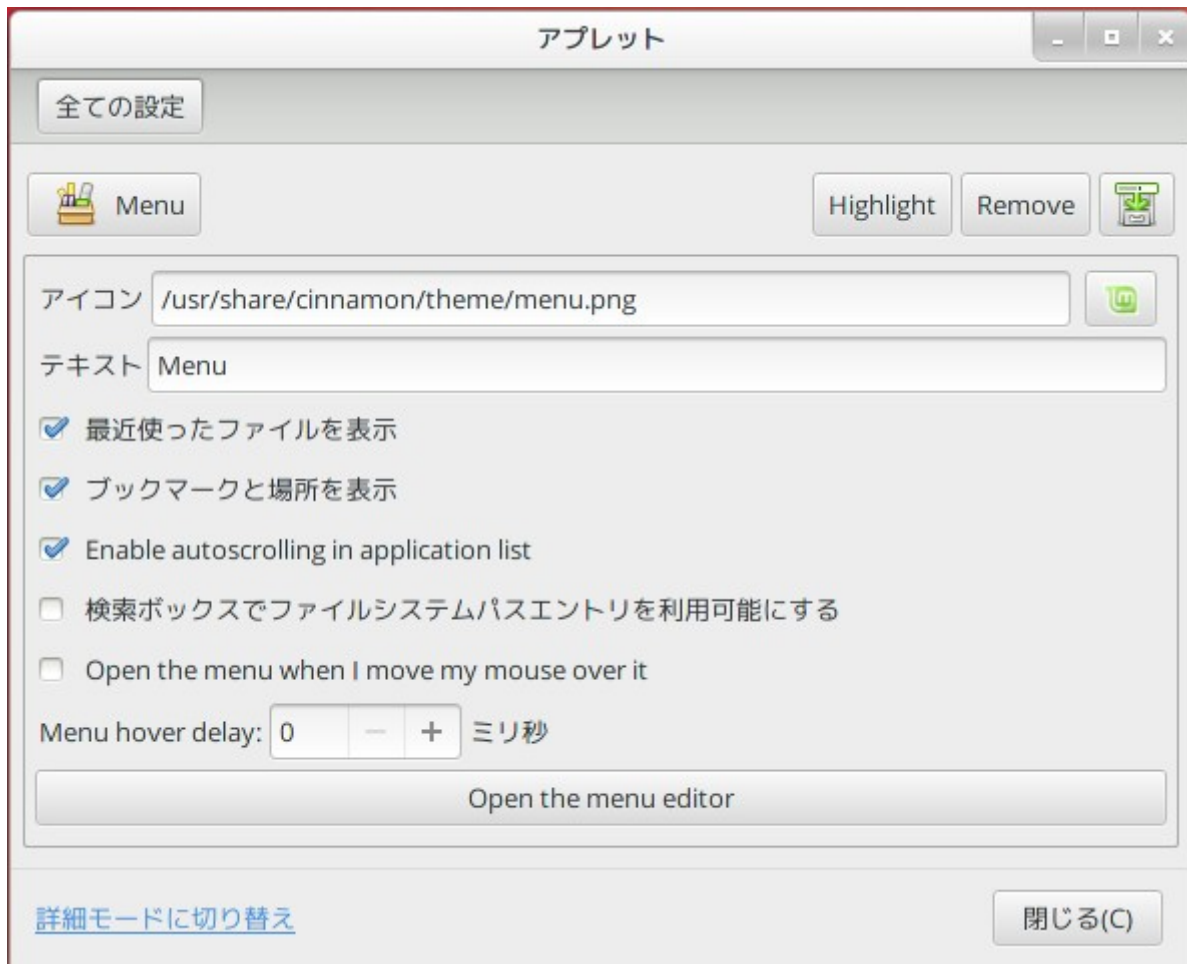 アプレット
全ての設定
Menu Highlight Remove
アイコン /usr/share/cinnamon/theme/menu.png
テキスト Menu
最近使ったファイルを表示
ブックマークと場所を表示
Enable autoscrolling in application list
検索ボックスでファイルシステムパスエントリを利用可能にする
Open the menu when I move my mouse over it
Menu hover delay: 0 − + ミリ秒
Open the menu editor
詳細モードに切り替え 閉じる(C)